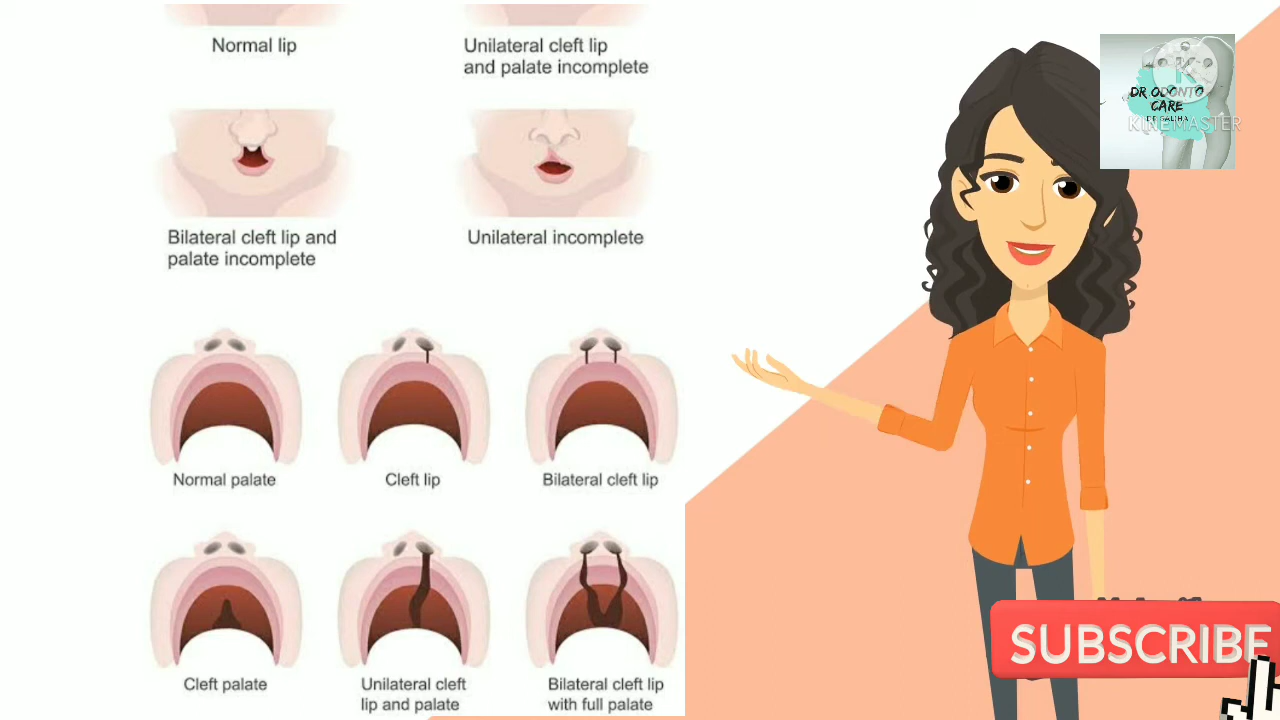 Normal lip
Unilateral cleft lip
and palate incomplete
Bilateral cleft lip and
palate incomplete
Unilateral incomplete
Normal palate
Cleft lip
Bilateral cleft lip
Cleft palate
Unilateral cleft
lip and palate
Bilateral cleft lip
with full palate
K
DR ODONTO
CARE
KINEMASTER
SUBSCRIBE